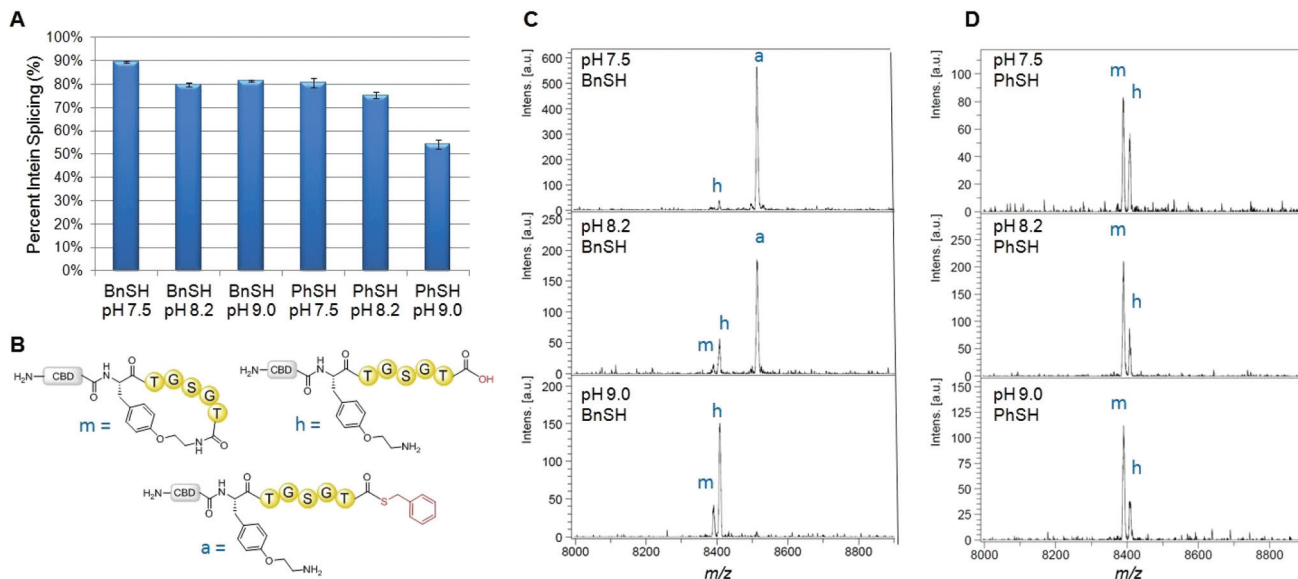 A
Percent Intein Splicing (%)
100%
90%
80%
70%
60%
50%
40%
30%
20%
10%
0%
BnSH BnSH BnSH PhSH PhSH PhSH
pH 7.5 pH 8.2 pH 9.0 pH 7.5 pH 8.2 pH 9.0
B
H₂N CBD N H O T G S G T O N H O
m =
H₂N CBD N H O T G S G T O OH O NH₂
h =
H₂N CBD N H O T G S G T O S O NH₂
a =
C
pH 7.5
BnSH
a
h
Intens. [a.u.]
600
500
400
300
200
100
0
pH 8.2
BnSH
a
h
m
Intens. [a.u.]
250
200
150
100
50
0
pH 9.0
BnSH
h
m
Intens. [a.u.]
200
150
100
50
0
8000 8200 8400 8600 8800
m/z
D
pH 7.5
PhSH
m
h
Intens. [a.u.]
100
80
60
40
20
0
pH 8.2
PhSH
m
h
Intens. [a.u.]
250
200
150
100
50
0
pH 9.0
PhSH
m
h
Intens. [a.u.]
150
125
100
75
50
25
0
8000 8200 8400 8600 8800
m/z